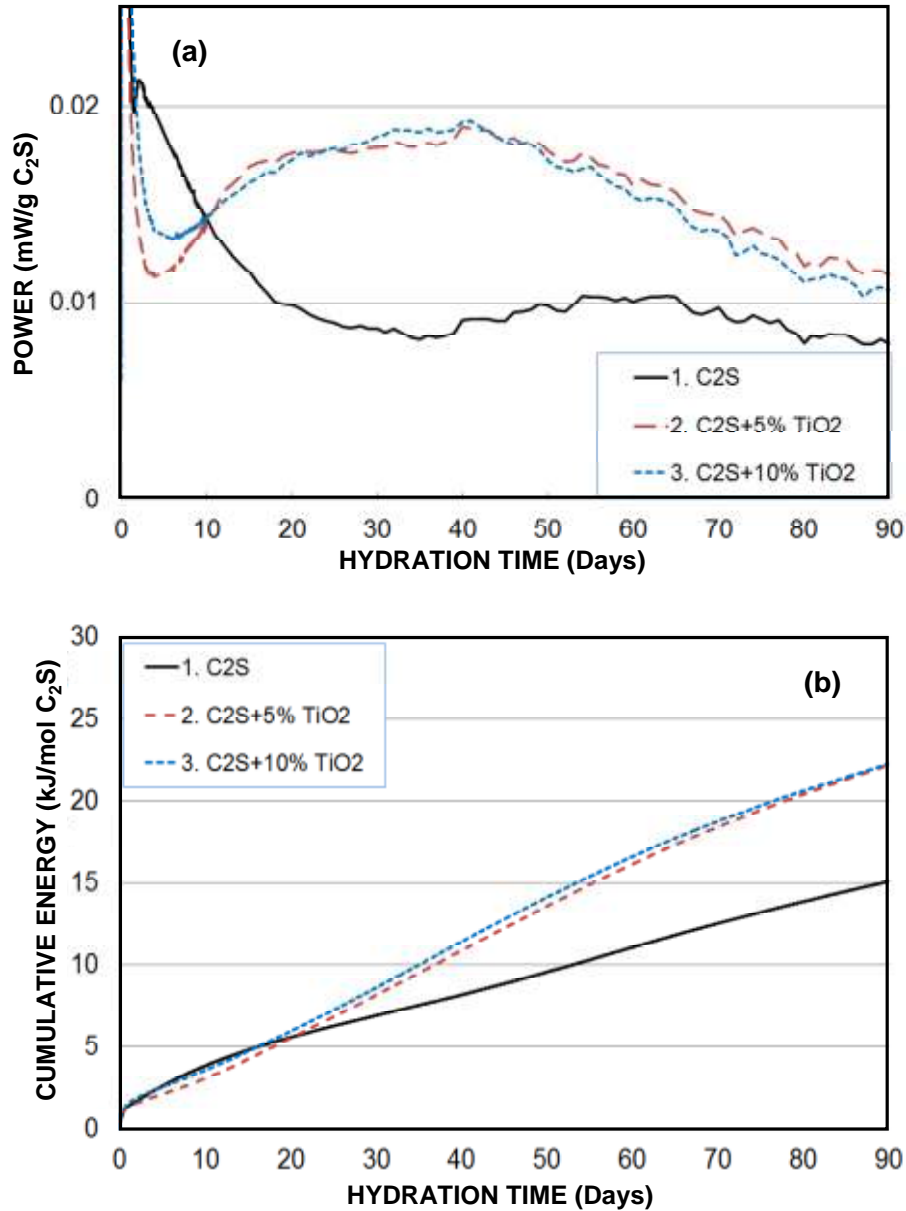 (a)
POWER (mW/g C₂S)
0.02
0.01
0
1. C2S
2. C2S+5% TiO2
3. C2S+10% TiO2
0 10 20 30 40 50 60 70 80 90
HYDRATION TIME (Days)
(b)
CUMULATIVE ENERGY (kJ/mol C₂S)
30
25
20
15
10
5
0
1. C2S
2. C2S+5% TiO2
3. C2S+10% TiO2
0 10 20 30 40 50 60 70 80 90
HYDRATION TIME (Days)